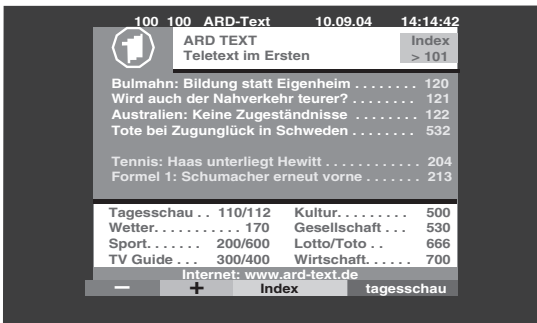 100 100 ARD-Text 10.09.04 14:14:42
ARD TEXT Index
Teletext im Ersten > 101
Bulmahn: Bildung statt Eigenheim . . . . . . . . 120
Wird auch der Nahverkehr teurer? . . . . . . . . 121
Australien: Keine Zugeständnisse . . . . . . . . 122
Tote bei Zugunglück in Schweden . . . . . . . . 532
Tennis: Haas unterliegt Hewitt . . . . . . . . . . . . 204
Formel 1: Schumacher erneut vorne . . . . . . . 213
Tagesschau . . 110/112 Kultur. . . . . . . . . 500
Wetter. . . . . . . . . . . 170 Gesellschaft . . . 530
Sport. . . . . . . 200/600 Lotto/Toto . . 666
TV Guide . . . 300/400 Wirtschaft. . . . . . 700
Internet: www.ard-text.de
− + Index tagesschau